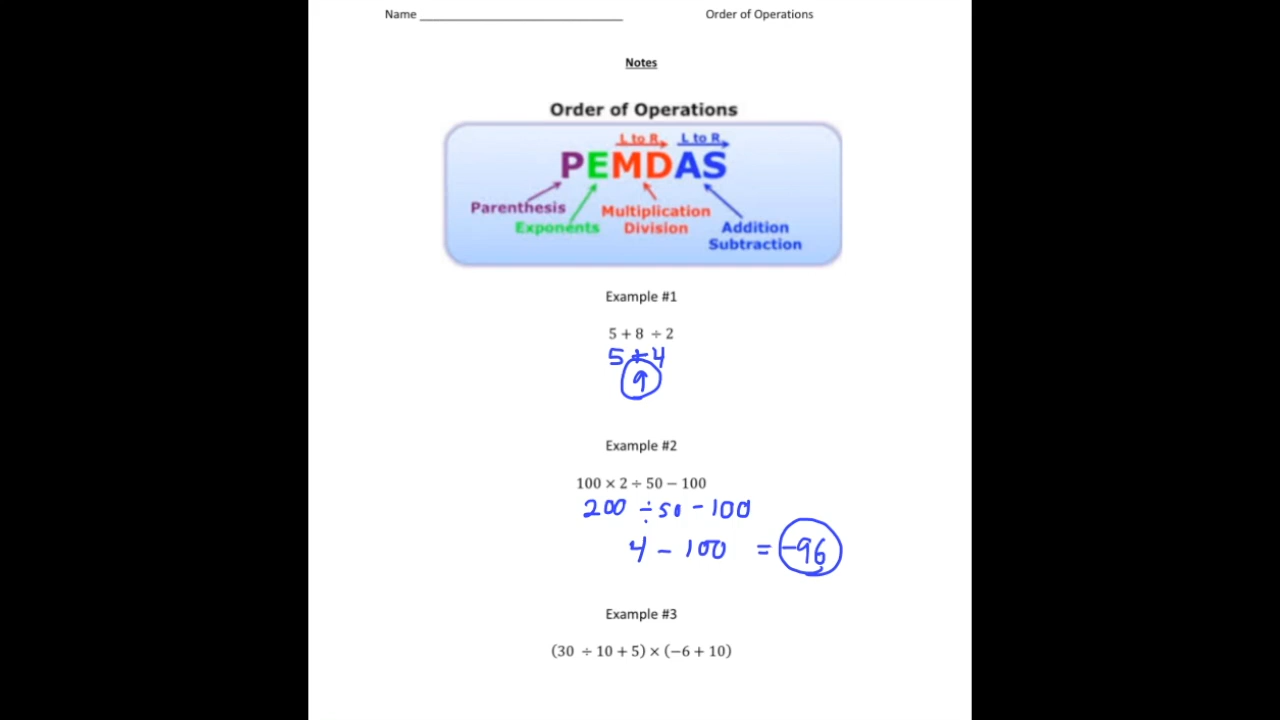 Name ______________________________ Order of Operations
Notes
Order of Operations
L to R L to R
PEMDAS
Parenthesis Multiplication
Exponents Division Addition
Subtraction
Example #1
5 + 8 ÷ 2
5 + 4
9
Example #2
100 × 2 ÷ 50 − 100
200 ÷ 50 - 100
4 - 100 = -96
Example #3
(30 ÷ 10 + 5) × (−6 + 10)